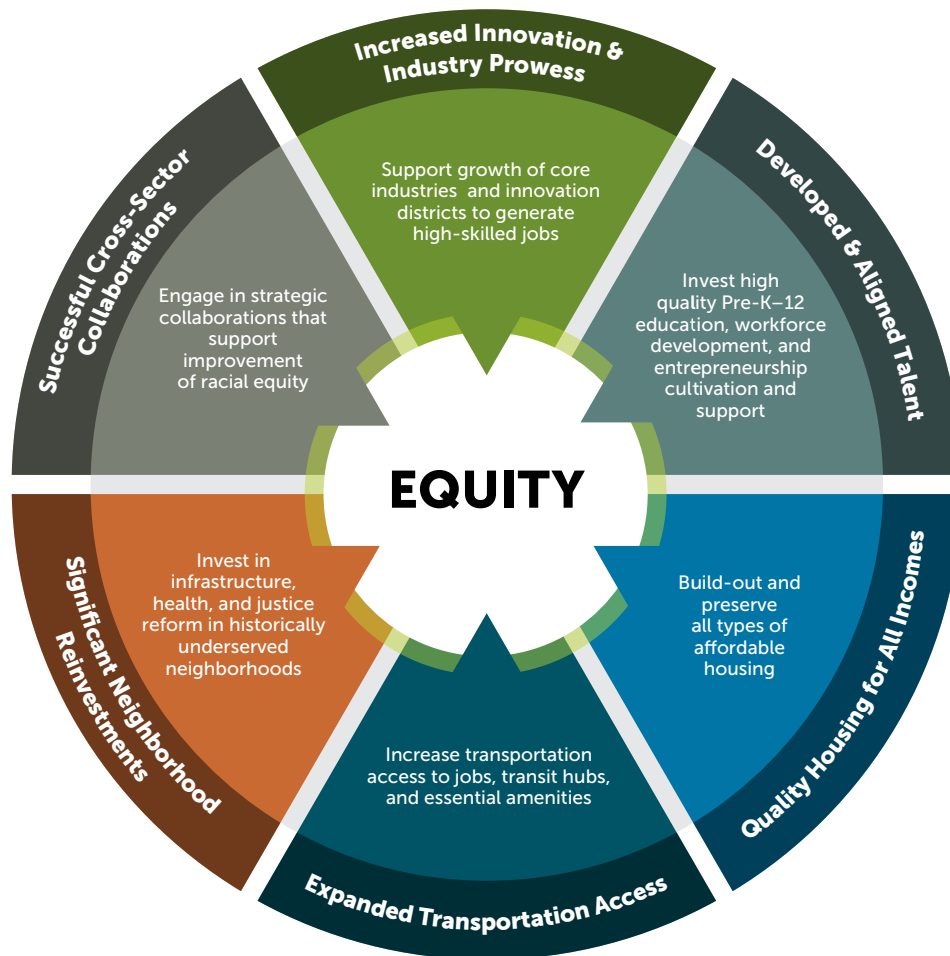 Increased Innovation &
Industry Prowess
Support growth of core
industries and innovation
districts to generate
high-skilled jobs
Developed & Aligned Talent
Invest high
quality Pre-K–12
education, workforce
development, and
entrepreneurship
cultivation and
support
Quality Housing for All Incomes
Build-out and
preserve
all types of
affordable
housing
Expanded Transportation Access
Increase transportation
access to jobs, transit hubs,
and essential amenities
Significant Neighborhood
Reinvestments
Invest in
infrastructure,
health, and justice
reform in historically
underserved
neighborhoods
Successful Cross-Sector
Collaborations
Engage in strategic
collaborations that
support
improvement
of racial equity
EQUITY